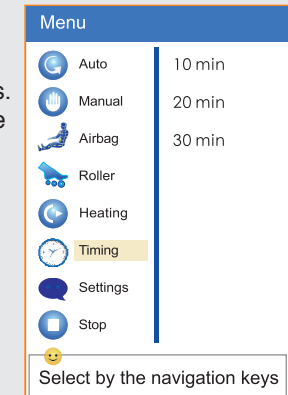 Menu
s.
e
Auto 10 min
Manual 20 min
Airbag 30 min
Roller
Heating
Timing
Settings
Stop
Select by the navigation keys